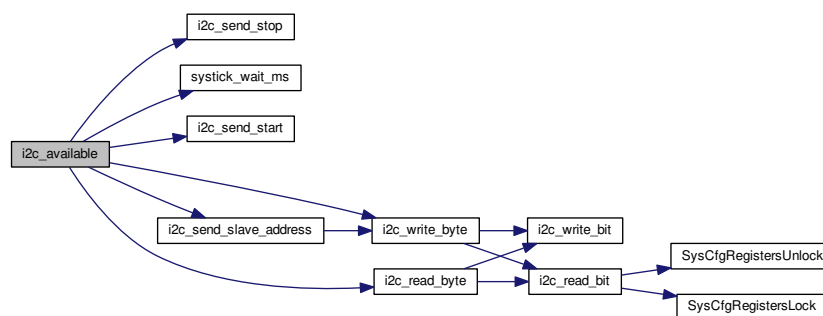 i2c_send_stop
systick_wait_ms
i2c_send_start
i2c_available
i2c_send_slave_address
i2c_write_byte
i2c_write_bit
i2c_read_byte
i2c_read_bit
SysCfgRegistersUnlock
SysCfgRegistersLock